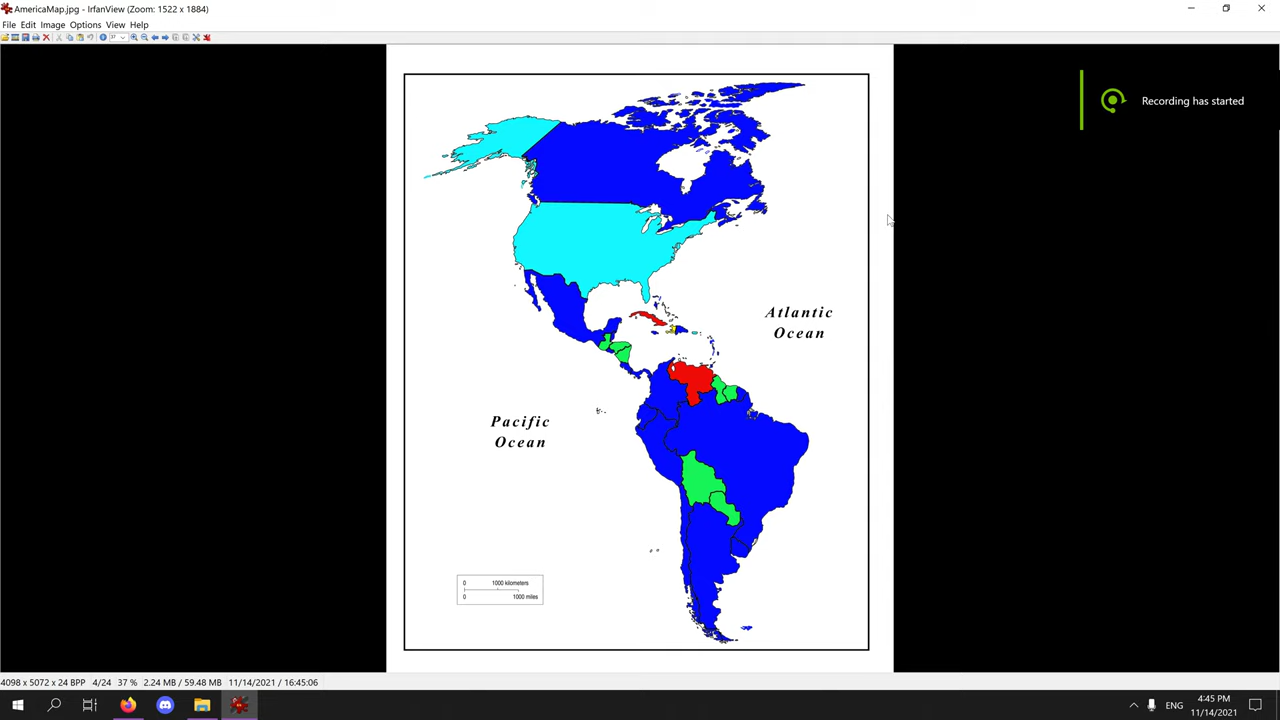 AmericaMap.jpg - IrfanView (Zoom: 1522 x 1884)
File Edit Image Options View Help
37
Recording has started
Atlantic
Ocean
Pacific
Ocean
0 1000 kilometers
0 1000 miles
4098 x 5072 x 24 BPP 4/24 37 % 2.24 MB / 59.48 MB 11/14/2021 / 16:45:06
ENG
4:45 PM
11/14/2021